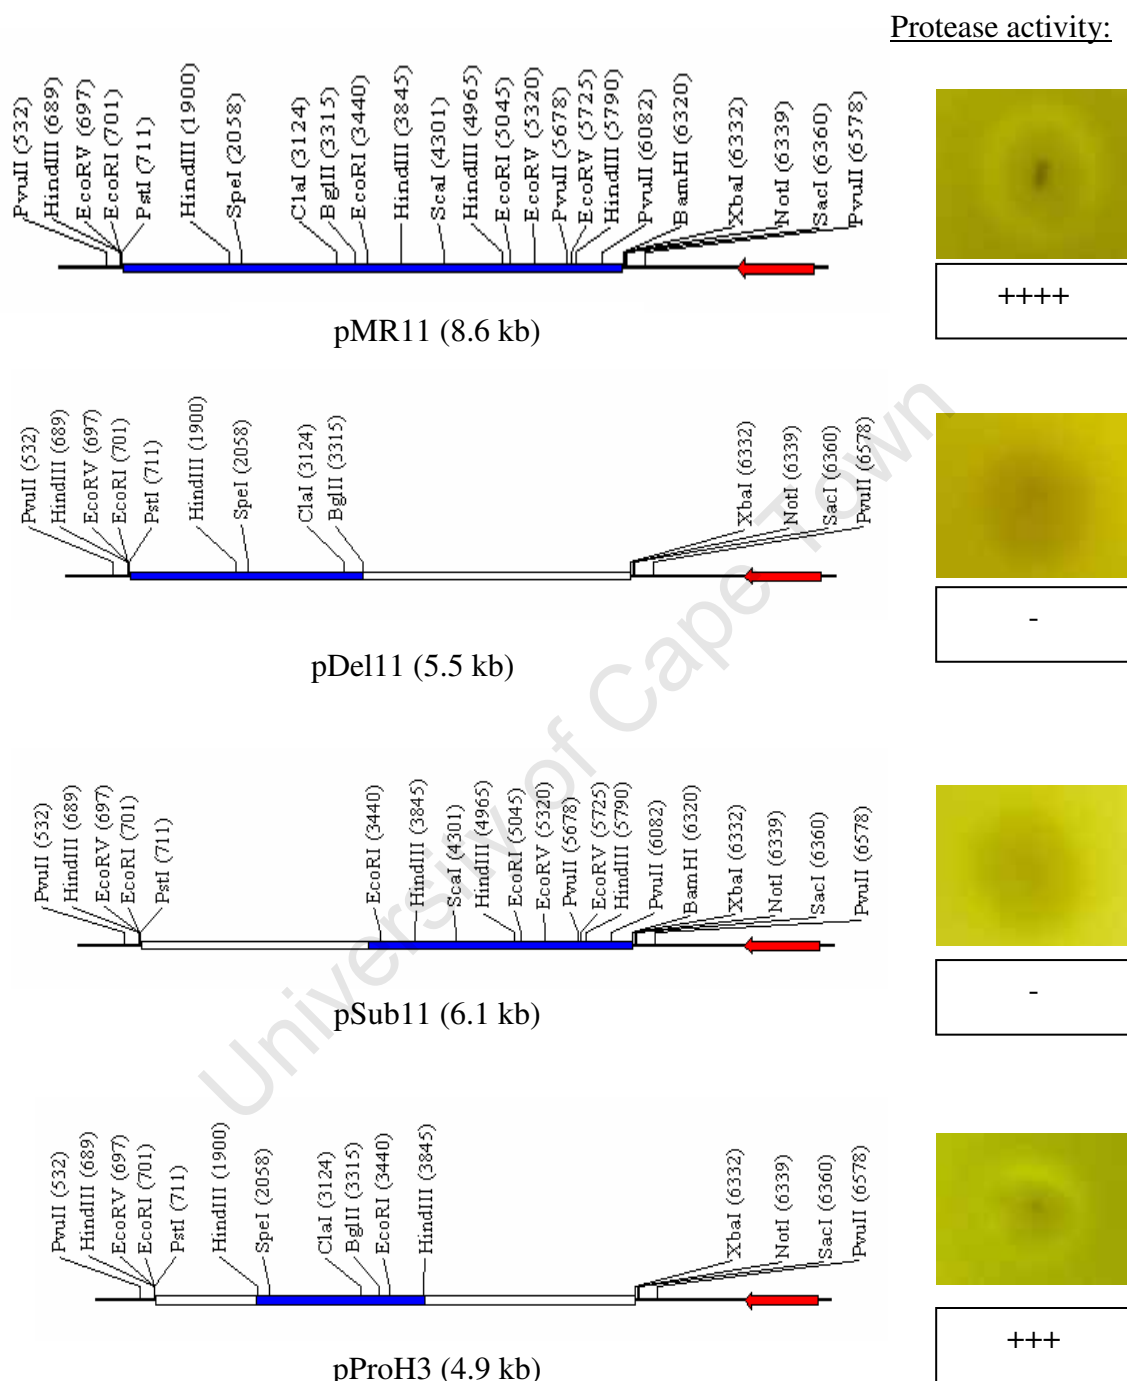 Protease activity:
PvuII (532)
HindIII (689)
EcoRV (697)
EcoRI (701)
PstI (711)
HindIII (1900)
SpeI (2058)
ClaI (3124)
BglII (3315)
EcoRI (3440)
HindIII (3845)
ScaI (4301)
HindIII (4965)
EcoRI (5045)
EcoRV (5320)
PvuII (5678)
EcoRV (5725)
HindIII (5790)
PvuII (6082)
BamHI (6320)
XbaI (6332)
NotI (6339)
SacI (6360)
PvuII (6578)
++++
pMR11 (8.6 kb)
PvuII (532)
HindIII (689)
EcoRV (697)
EcoRI (701)
PstI (711)
HindIII (1900)
SpeI (2058)
ClaI (3124)
BglII (3315)
XbaI (6332)
NotI (6339)
SacI (6360)
PvuII (6578)
-
pDel11 (5.5 kb)
PvuII (532)
HindIII (689)
EcoRV (697)
EcoRI (701)
PstI (711)
EcoRI (3440)
HindIII (3845)
ScaI (4301)
HindIII (4965)
EcoRI (5045)
EcoRV (5320)
PvuII (5678)
EcoRV (5725)
HindIII (5790)
PvuII (6082)
BamHI (6320)
XbaI (6332)
NotI (6339)
SacI (6360)
PvuII (6578)
-
pSub11 (6.1 kb)
PvuII (532)
HindIII (689)
EcoRV (697)
EcoRI (701)
PstI (711)
HindIII (1900)
SpeI (2058)
ClaI (3124)
BglII (3315)
EcoRI (3440)
HindIII (3845)
XbaI (6332)
NotI (6339)
SacI (6360)
PvuII (6578)
+++
pProH3 (4.9 kb)
University of Cape Town